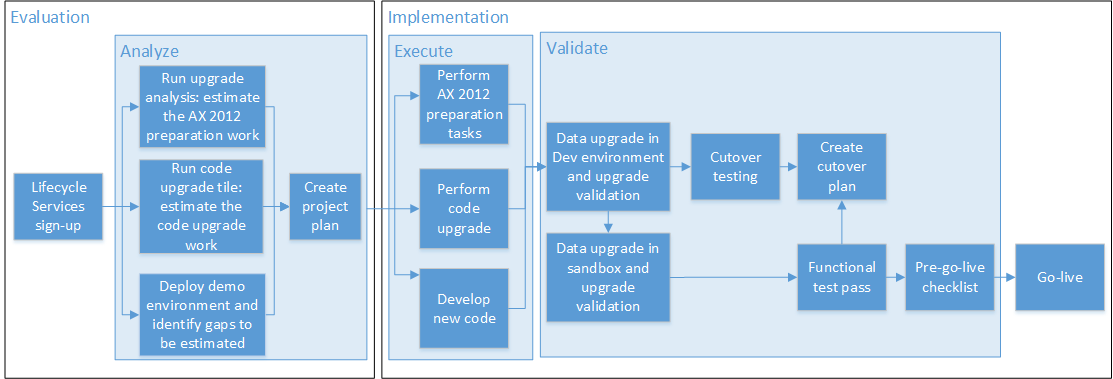 Evaluation
Analyze
Lifecycle
Services
sign-up
Run upgrade
analysis: estimate
the AX 2012
preparation work
Run code
upgrade tile:
estimate the
code upgrade
work
Deploy demo
environment and
identify gaps to
be estimated
Create
project
plan
Implementation
Execute
Perform
AX 2012
preparation
tasks
Perform
code
upgrade
Develop
new code
Validate
Data upgrade in
Dev environment
and upgrade
validation
Cutover
testing
Create
cutover
plan
Data upgrade in
sandbox and
upgrade
validation
Functional
test pass
Pre-go-live
checklist
Go-live